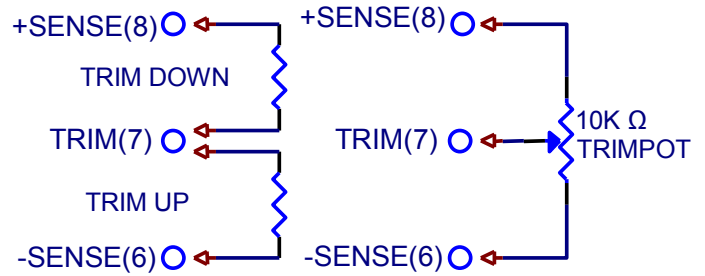 +SENSE(8)
TRIM DOWN
TRIM(7)
TRIM UP
-SENSE(6)
+SENSE(8)
10K Ω
TRIM(7)
TRIMPOT
-SENSE(6)